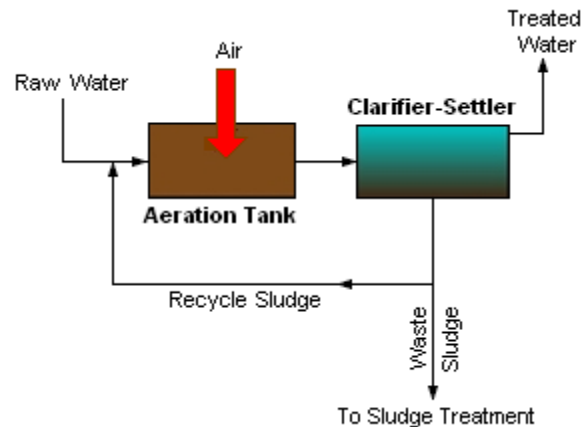 Treated
Water
Air
Raw Water
Clarifier-Settler
Aeration Tank
Recycle Sludge
Waste
Sludge
To Sludge Treatment